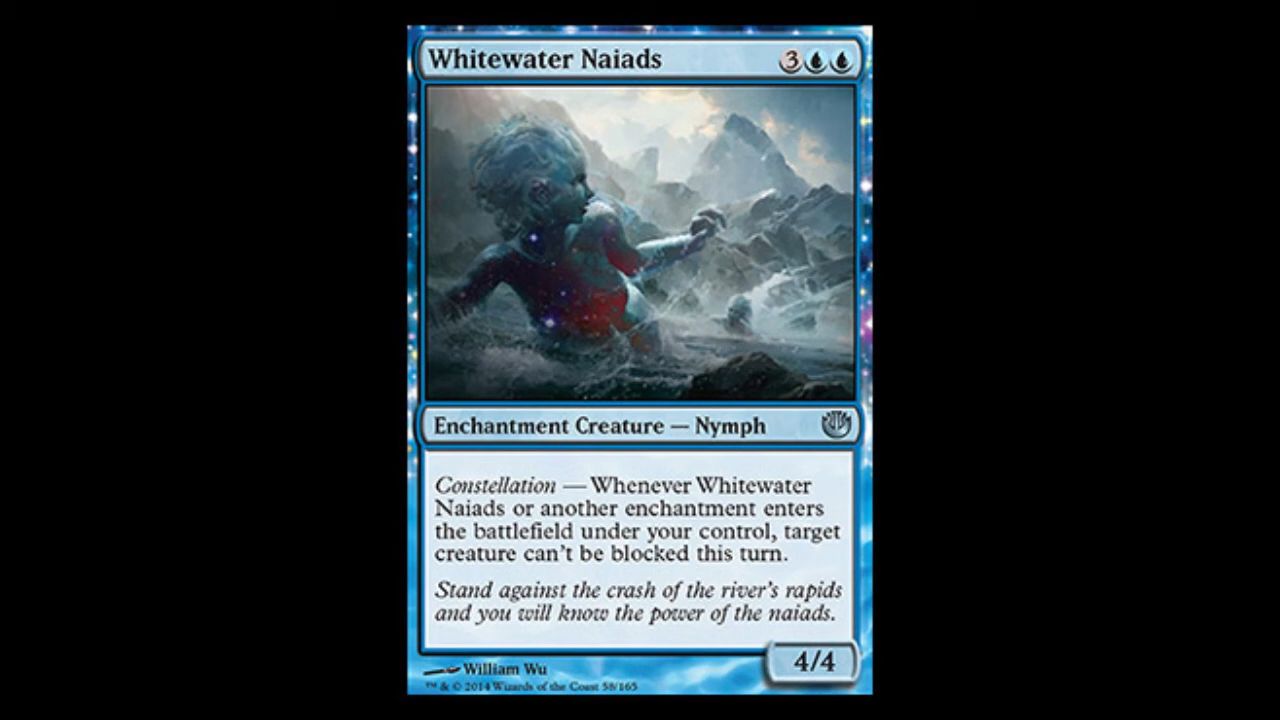 Whitewater Naiads 3
Enchantment Creature — Nymph
Constellation — Whenever Whitewater
Naiads or another enchantment enters
the battlefield under your control, target
creature can't be blocked this turn.
Stand against the crash of the river's rapids
and you will know the power of the naiads.
4/4
William Wu
™ & © 2014 Wizards of the Coast 58/165